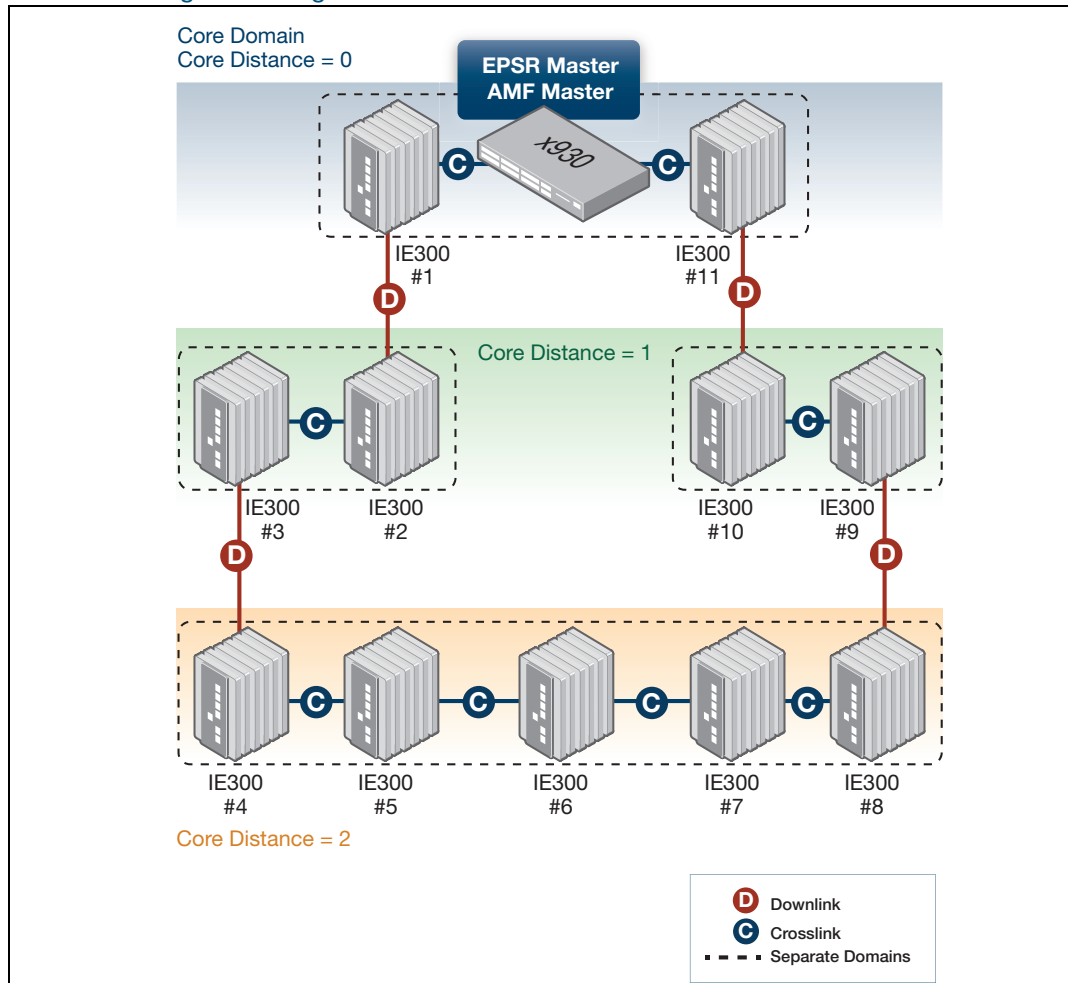 Core Domain
Core Distance = 0
EPSR Master
AMF Master
x930
C
C
IE300
#1
IE300
#11
D
D
Core Distance = 1
C
C
IE300
#3
IE300
#2
IE300
#10
IE300
#9
D
D
C
C
C
C
IE300
#4
IE300
#5
IE300
#6
IE300
#7
IE300
#8
Core Distance = 2
D Downlink
C Crosslink
Separate Domains